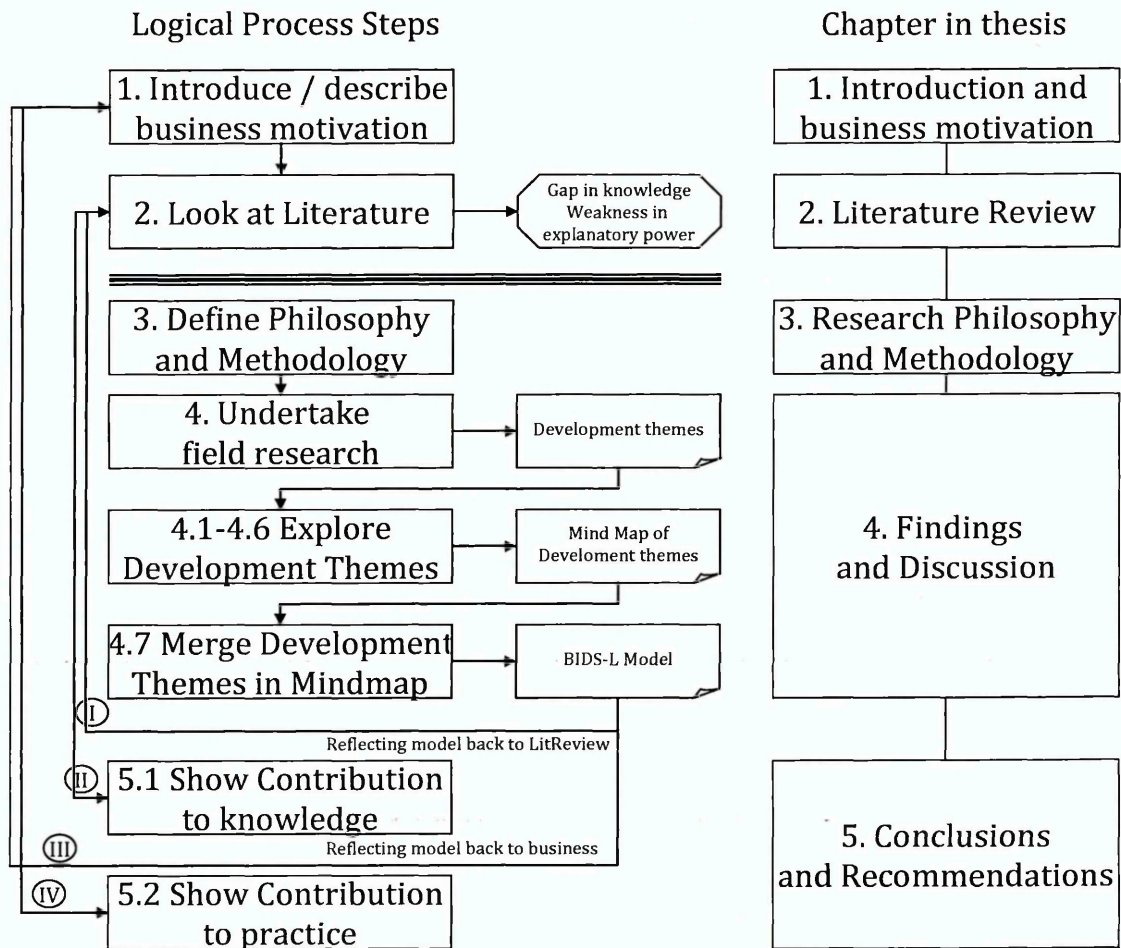 Logical Process Steps
Chapter in thesis
1. Introduce / describe
business motivation
1. Introduction and
business motivation
2. Look at Literature
Gap in knowledge
Weakness in
explanatory power
2. Literature Review
3. Define Philosophy
and Methodology
3. Research Philosophy
and Methodology
4. Undertake
field research
Development themes
4.1-4.6 Explore
Development Themes
Mind Map of
Develoment themes
4. Findings
and Discussion
4.7 Merge Development
Themes in Mindmap
BIDS-L Model
I
Reflecting model back to LitReview
II
5.1 Show Contribution
to knowledge
Reflecting model back to business
III
5. Conclusions
and Recommendations
IV
5.2 Show Contribution
to practice